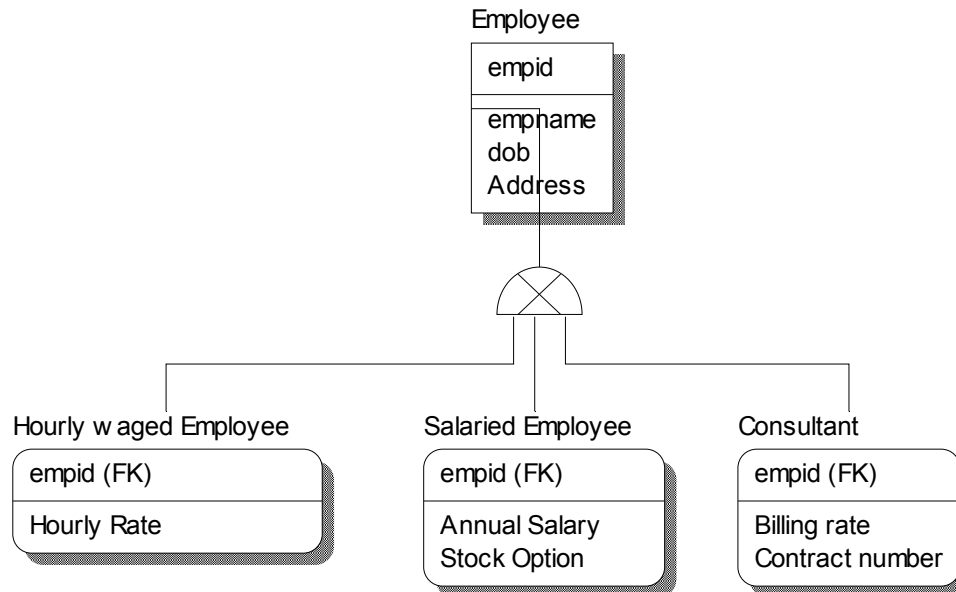 Employee
empid
empname
dob
Address
Hourly waged Employee
empid (FK)
Hourly Rate
Salaried Employee
empid (FK)
Annual Salary
Stock Option
Consultant
empid (FK)
Billing rate
Contract number